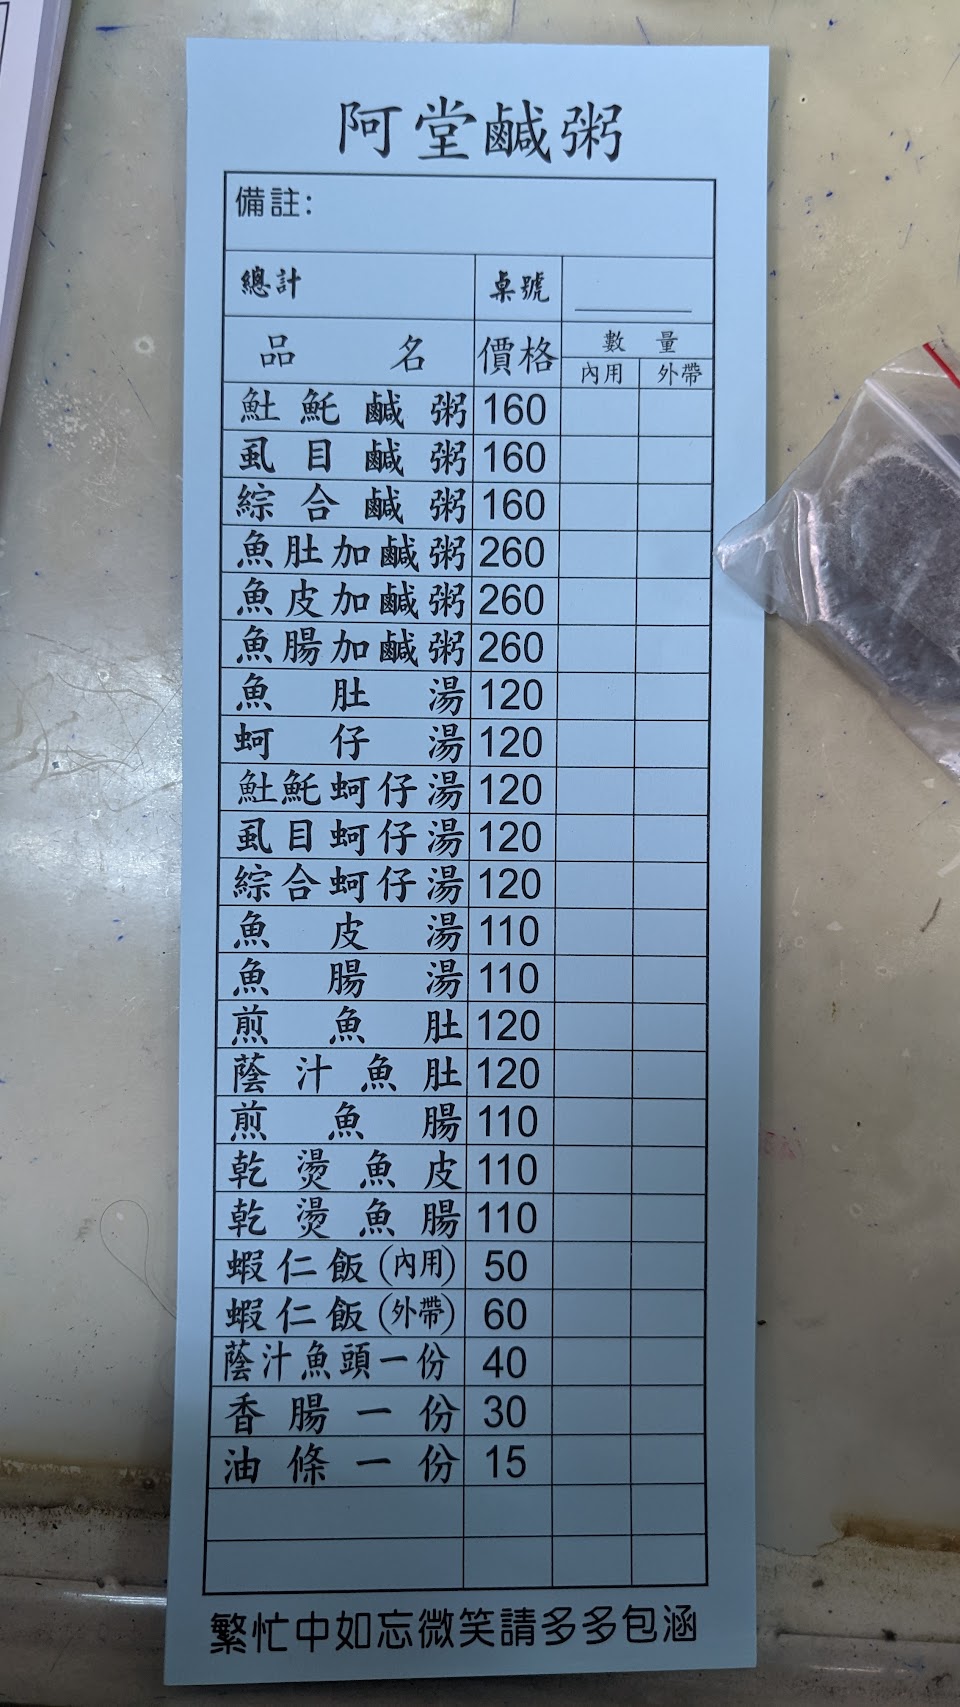 阿堂鹹粥
備註:
總計 桌號
品名 價格 數量
內用 外帶
𩵚魠鹹粥 160
虱目鹹粥 160
綜合鹹粥 160
魚肚加鹹粥 260
魚皮加鹹粥 260
魚腸加鹹粥 260
魚肚湯 120
蚵仔湯 120
𩵚魠蚵仔湯 120
虱目蚵仔湯 120
綜合蚵仔湯 120
魚皮湯 110
魚腸湯 110
煎魚肚 120
蔭汁魚肚 120
煎魚腸 110
乾燙魚皮 110
乾燙魚腸 110
蝦仁飯(內用) 50
蝦仁飯(外帶) 60
蔭汁魚頭一份 40
香腸一份 30
油條一份 15
繁忙中如忘微笑請多多包涵